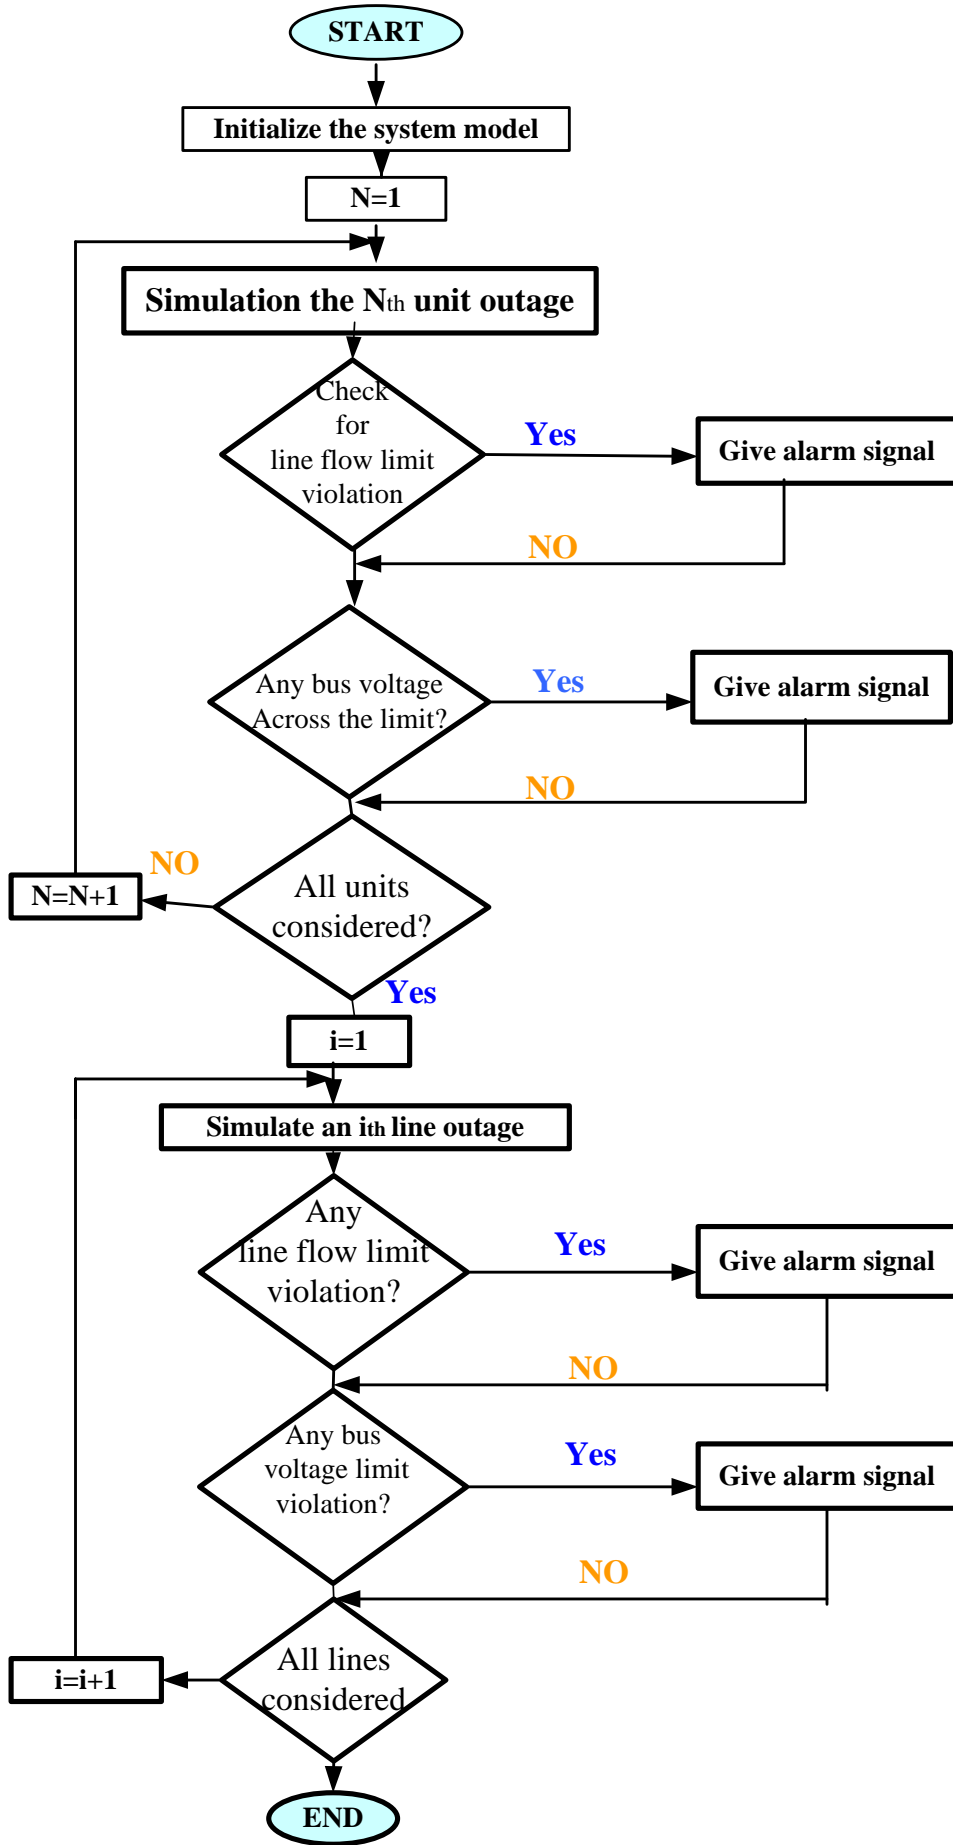 START
Initialize the system model
N=1
Simulation the Nth unit outage
Check
for
line flow limit
violation
Yes
Give alarm signal
NO
Any bus voltage
Across the limit?
Yes
Give alarm signal
NO
All units
considered?
NO
N=N+1
Yes
i=1
Simulate an ith line outage
Any
line flow limit
violation?
Yes
Give alarm signal
NO
Any bus
voltage limit
violation?
Yes
Give alarm signal
NO
All lines
considered
i=i+1
END